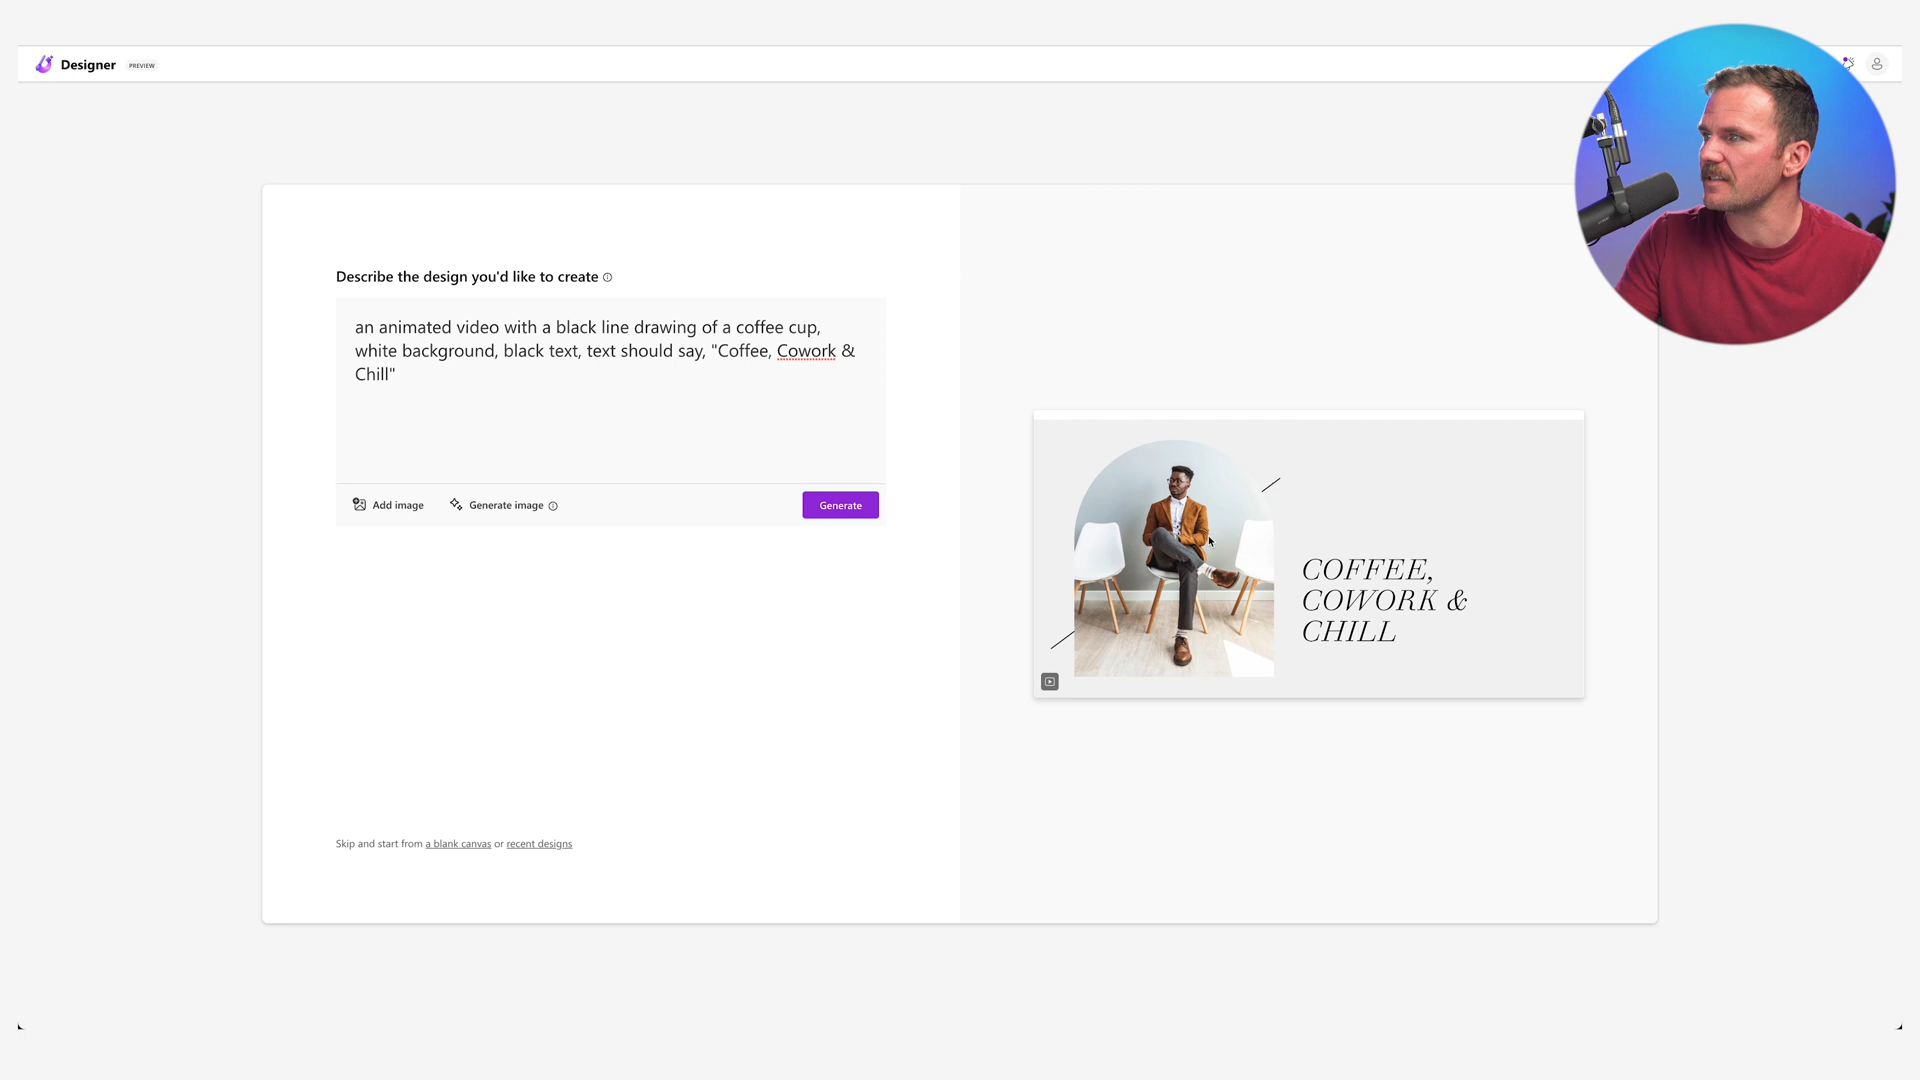 Designer PREVIEW
Describe the design you'd like to create
an animated video with a black line drawing of a coffee cup,
white background, black text, text should say, "Coffee, Cowork &
Chill"
Add image
Generate image
Generate
Skip and start from a blank canvas or recent designs
COFFEE,
COWORK &
CHILL